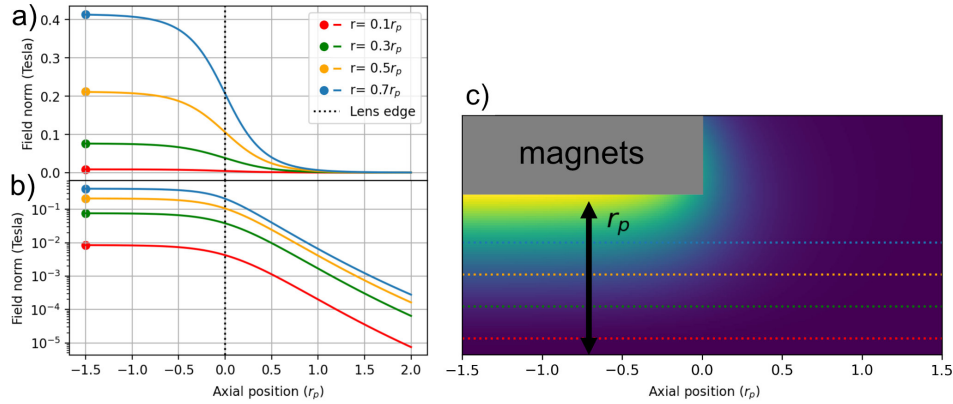 a)
Field norm (Tesla)
0.4
0.3
0.2
0.1
0.0
r= 0.1r_p
r= 0.3r_p
r= 0.5r_p
r= 0.7r_p
Lens edge
b)
Field norm (Tesla)
10⁻¹
10⁻²
10⁻³
10⁻⁴
10⁻⁵
−1.5 −1.0 −0.5 0.0 0.5 1.0 1.5 2.0
Axial position (r_p)
c)
magnets
r_p
−1.5 −1.0 −0.5 0.0 0.5 1.0 1.5
Axial position (r_p)